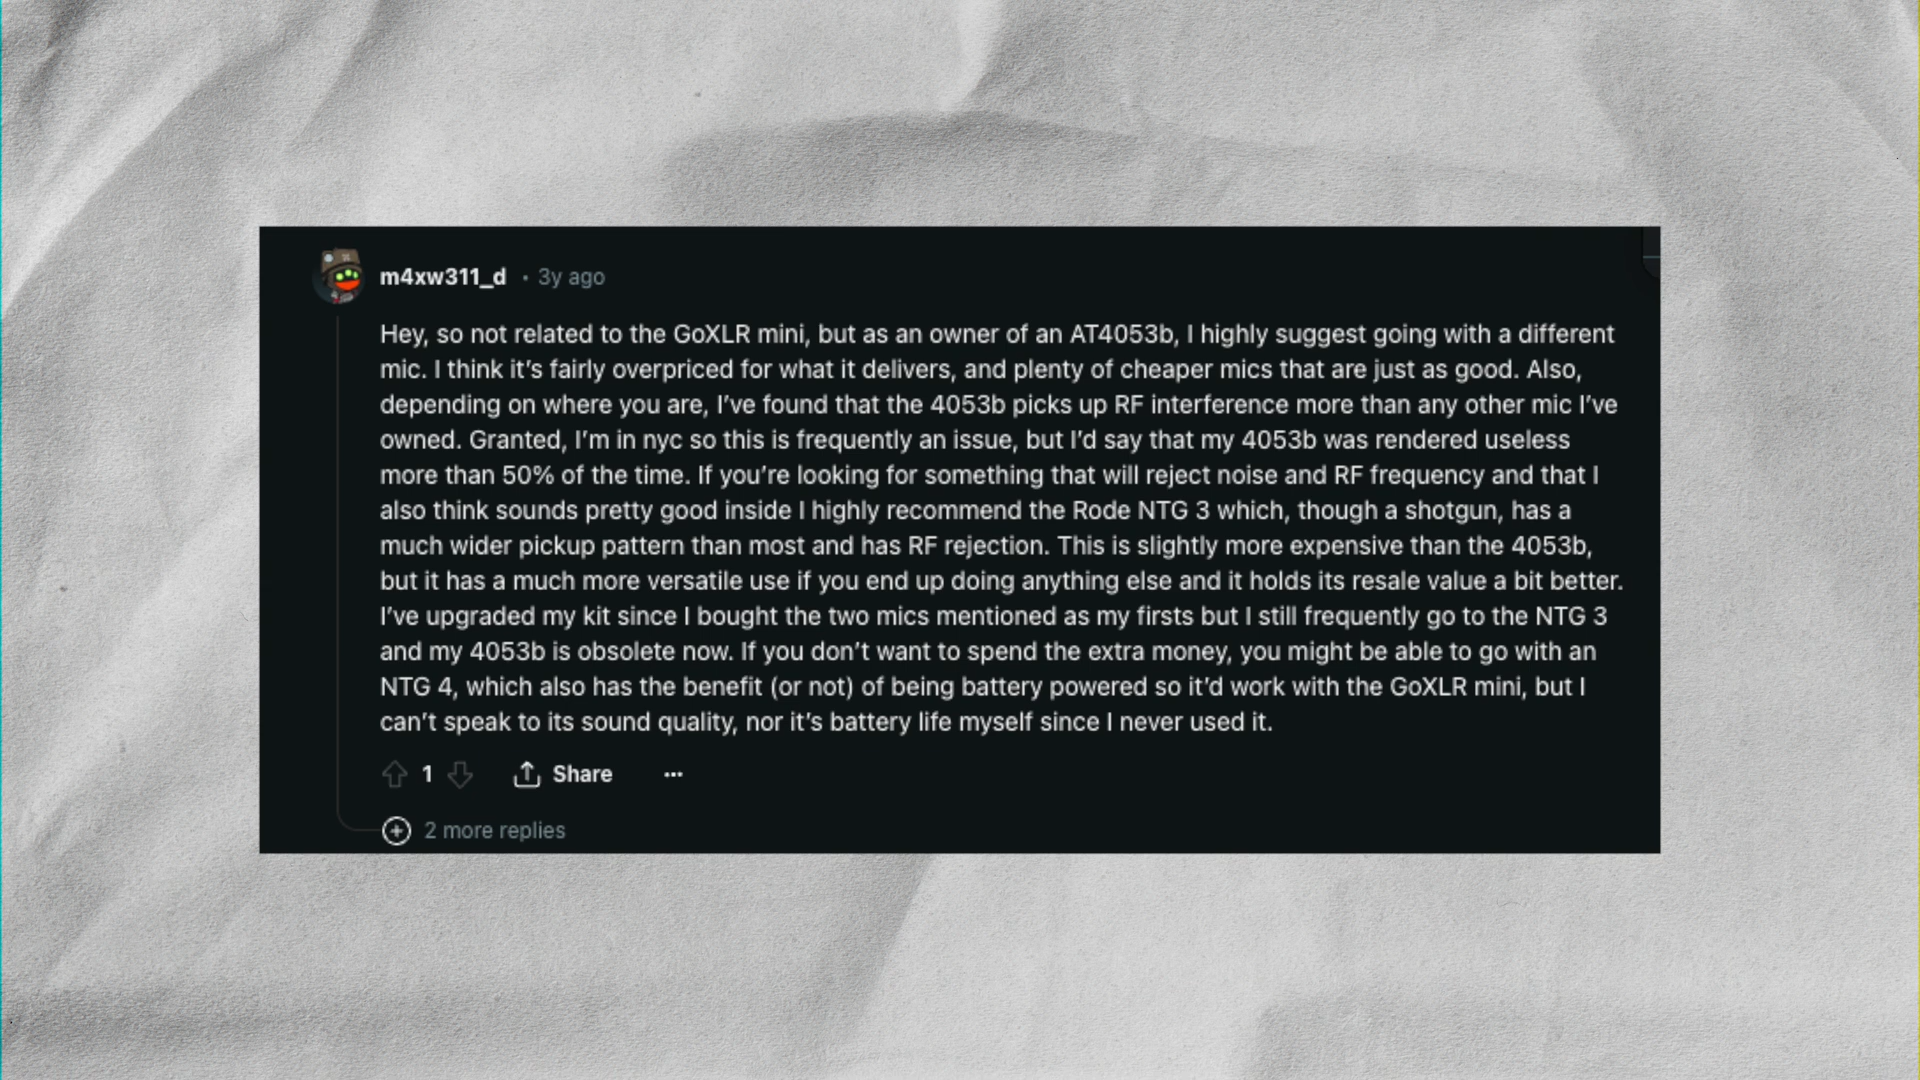 m4xw311_d • 3y ago
Hey, so not related to the GoXLR mini, but as an owner of an AT4053b, I highly suggest going with a different
mic. I think it’s fairly overpriced for what it delivers, and plenty of cheaper mics that are just as good. Also,
depending on where you are, I’ve found that the 4053b picks up RF interference more than any other mic I’ve
owned. Granted, I’m in nyc so this is frequently an issue, but I’d say that my 4053b was rendered useless
more than 50% of the time. If you’re looking for something that will reject noise and RF frequency and that I
also think sounds pretty good inside I highly recommend the Rode NTG 3 which, though a shotgun, has a
much wider pickup pattern than most and has RF rejection. This is slightly more expensive than the 4053b,
but it has a much more versatile use if you end up doing anything else and it holds its resale value a bit better.
I’ve upgraded my kit since I bought the two mics mentioned as my firsts but I still frequently go to the NTG 3
and my 4053b is obsolete now. If you don’t want to spend the extra money, you might be able to go with an
NTG 4, which also has the benefit (or not) of being battery powered so it’d work with the GoXLR mini, but I
can’t speak to its sound quality, nor it’s battery life myself since I never used it.
1 Share ···
2 more replies